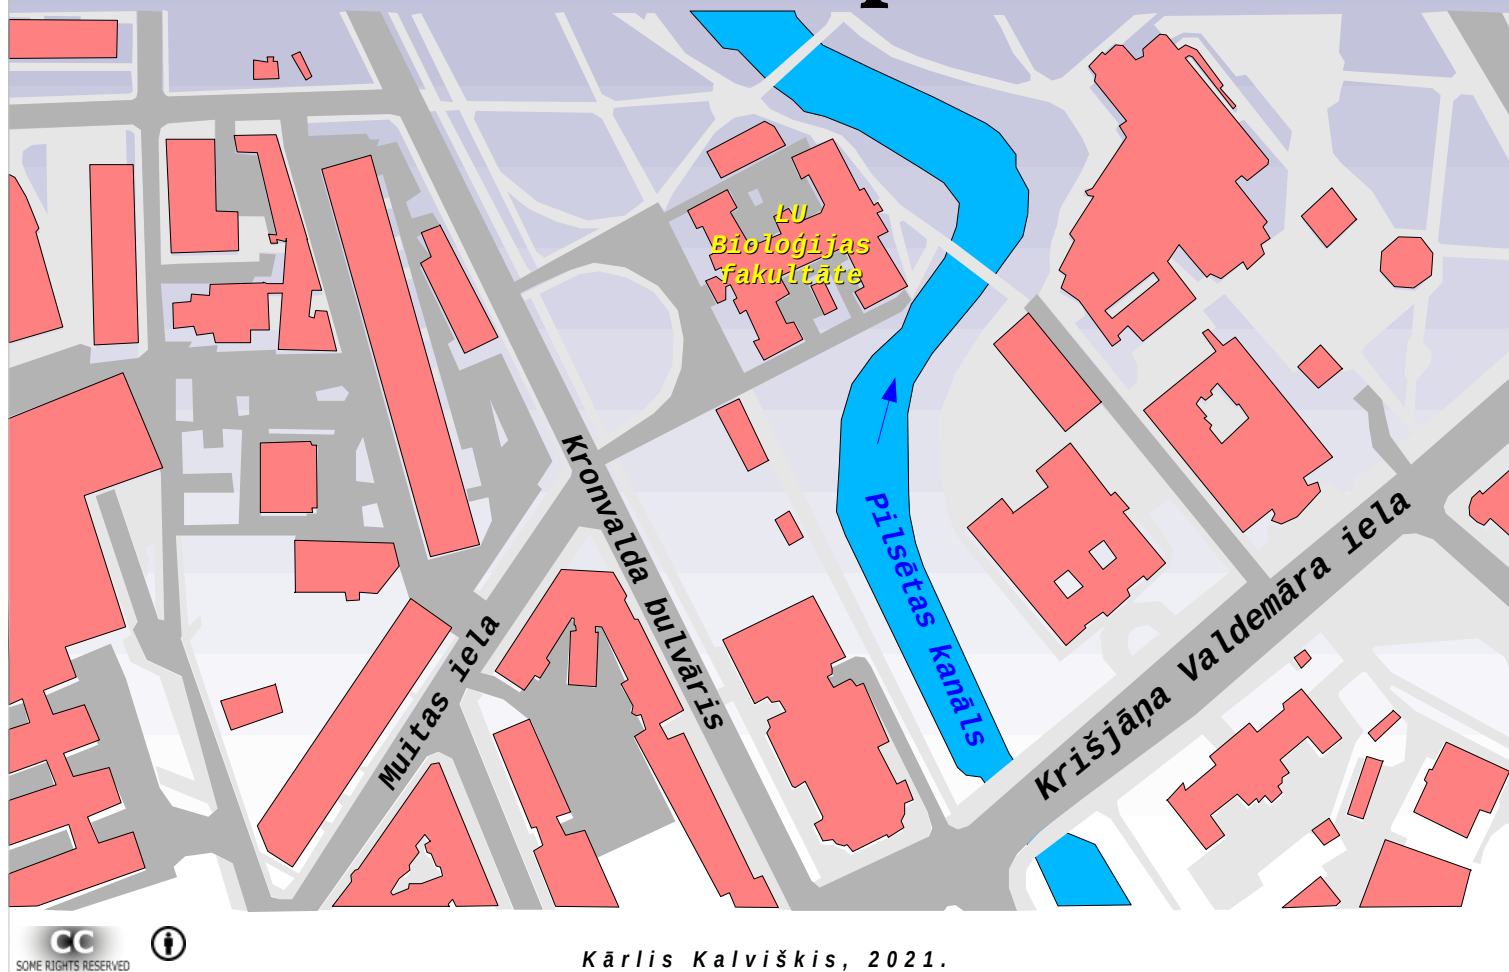 LU
Bioloģijas
fakultāte
Kronvalda bulvāris
Pilsētas kanāls
Krišjāņa Valdemāra iela
Muitas iela
CC
SOME RIGHTS RESERVED
Kārlis Kalviškis, 2021.